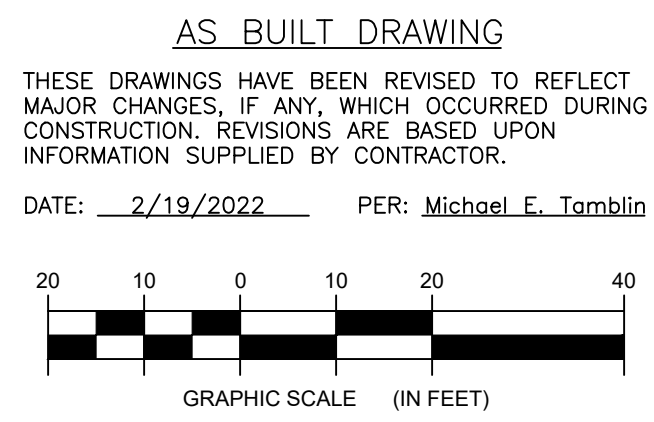 AS BUILT DRAWING
THESE DRAWINGS HAVE BEEN REVISED TO REFLECT
MAJOR CHANGES, IF ANY, WHICH OCCURRED DURING
CONSTRUCTION. REVISIONS ARE BASED UPON
INFORMATION SUPPLIED BY CONTRACTOR.
DATE: 2/19/2022 PER: Michael E. Tamblin
20 10 0 10 20 40
GRAPHIC SCALE (IN FEET)